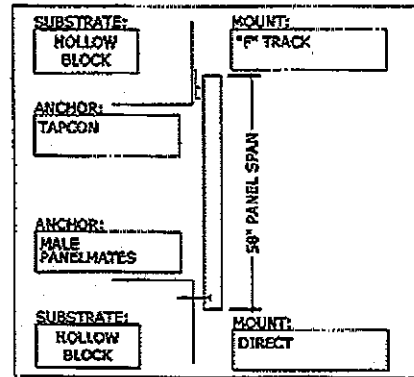 SUBSTRATE:
HOLLOW
BLOCK
MOUNT:
"F" TRACK
ANCHOR:
TAPCON
58" PANEL SPAN
ANCHOR:
MALE
PANELMATES
SUBSTRATE:
HOLLOW
BLOCK
MOUNT:
DIRECT